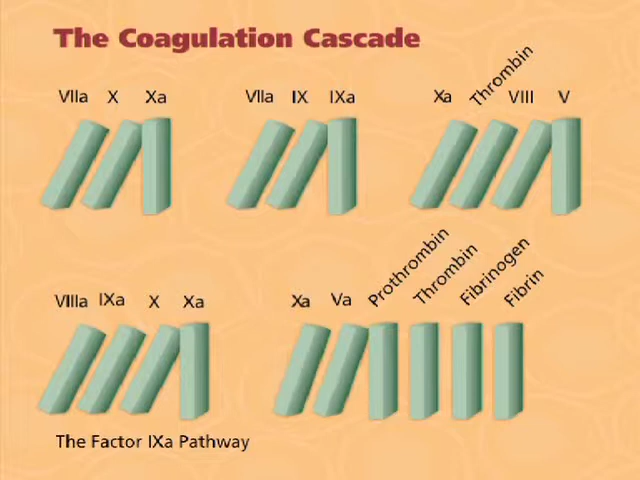 The Coagulation Cascade
VIIa X Xa
VIIa IX IXa
Xa Thrombin VIII V
VIIIa IXa X Xa
Xa Va Prothrombin Thrombin Fibrinogen Fibrin
The Factor IXa Pathway